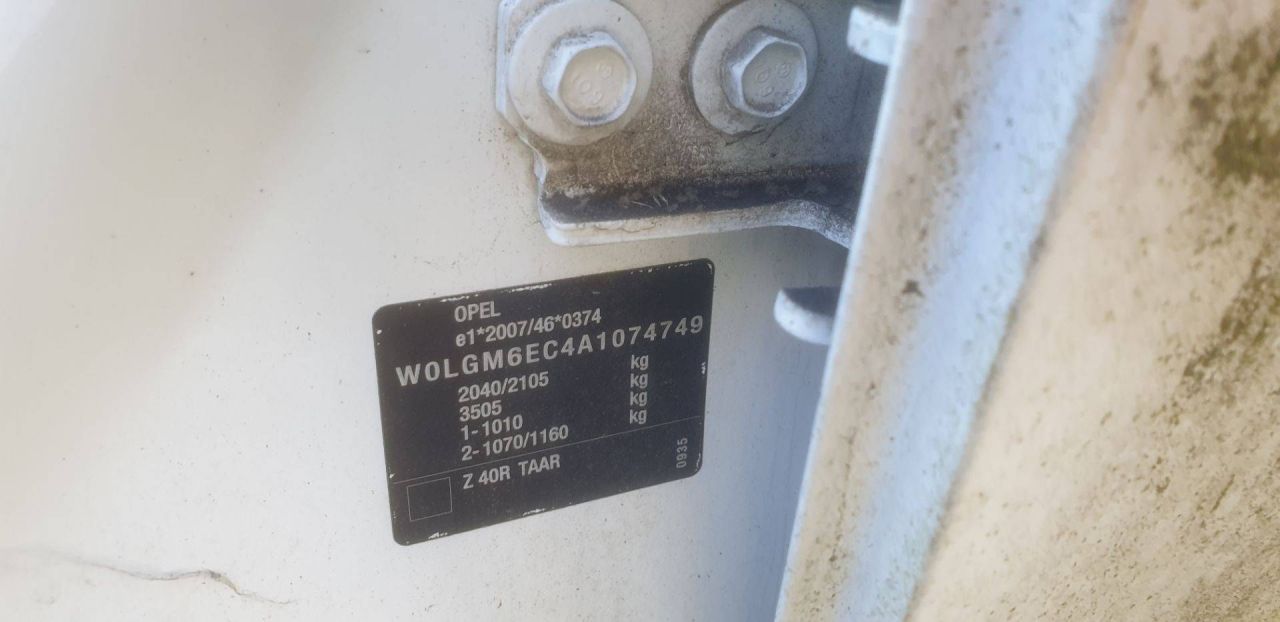 OPEL
e1*2007/46*0374
W0LGM6EC4A1074749
2040/2105 kg
3505 kg
1-1010 kg
2-1070/1160 kg
Z 40R TAAR
0935